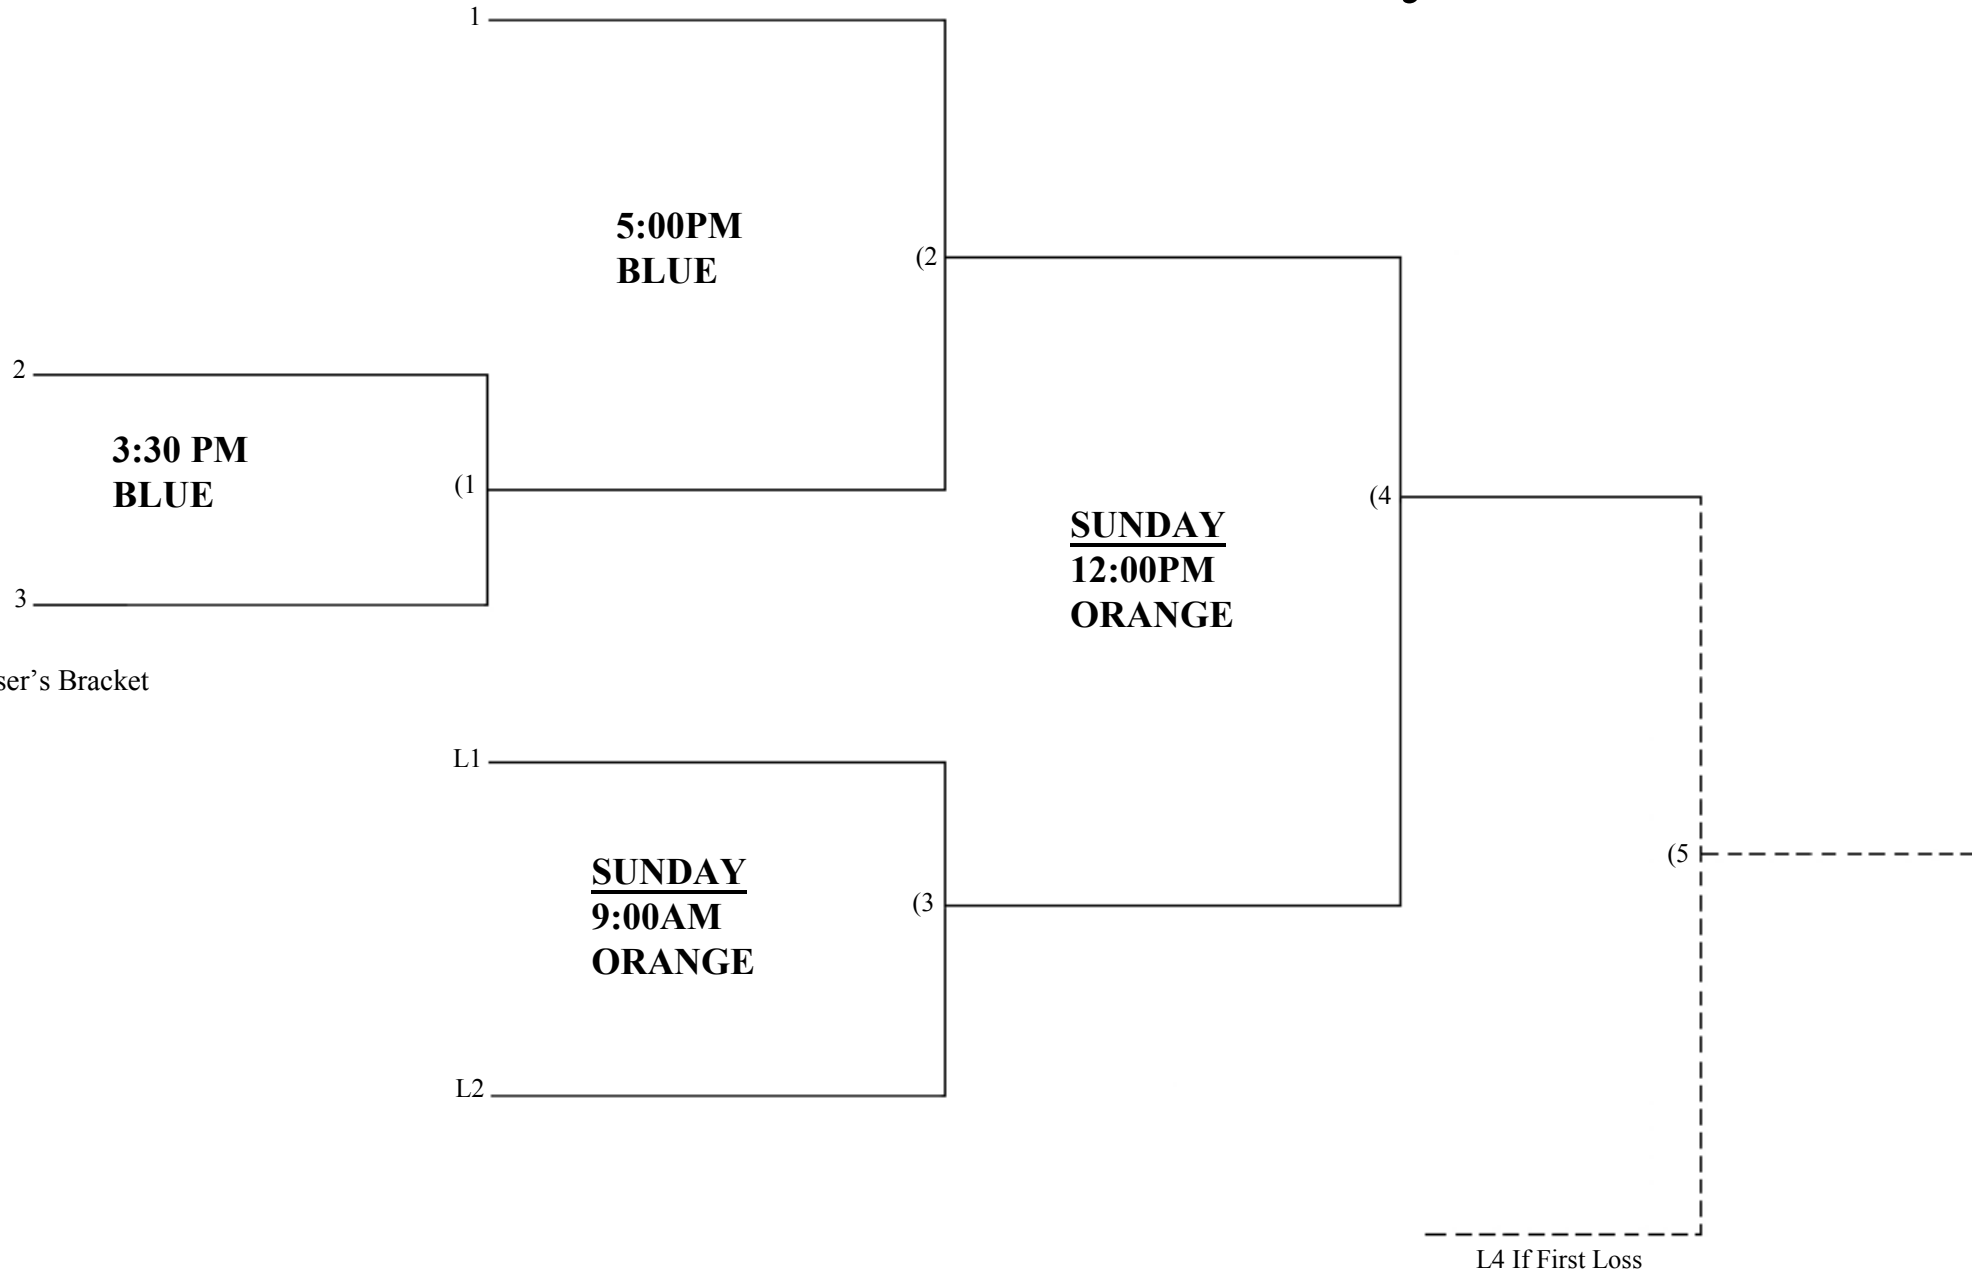 1
5:00PM
BLUE
(2
2
3:30 PM
BLUE
(1
3
(4
SUNDAY
12:00PM
ORANGE
ser’s Bracket
L1
SUNDAY
9:00AM
ORANGE
(3
(5
L2
L4 If First Loss